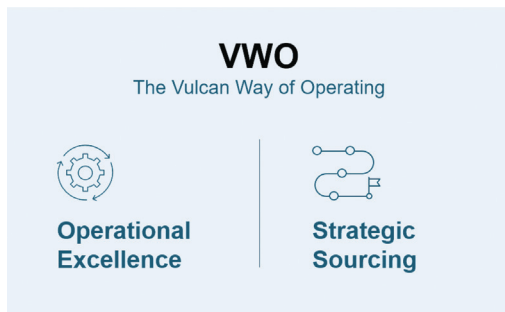 VWO
The Vulcan Way of Operating
Operational
Excellence
Strategic
Sourcing